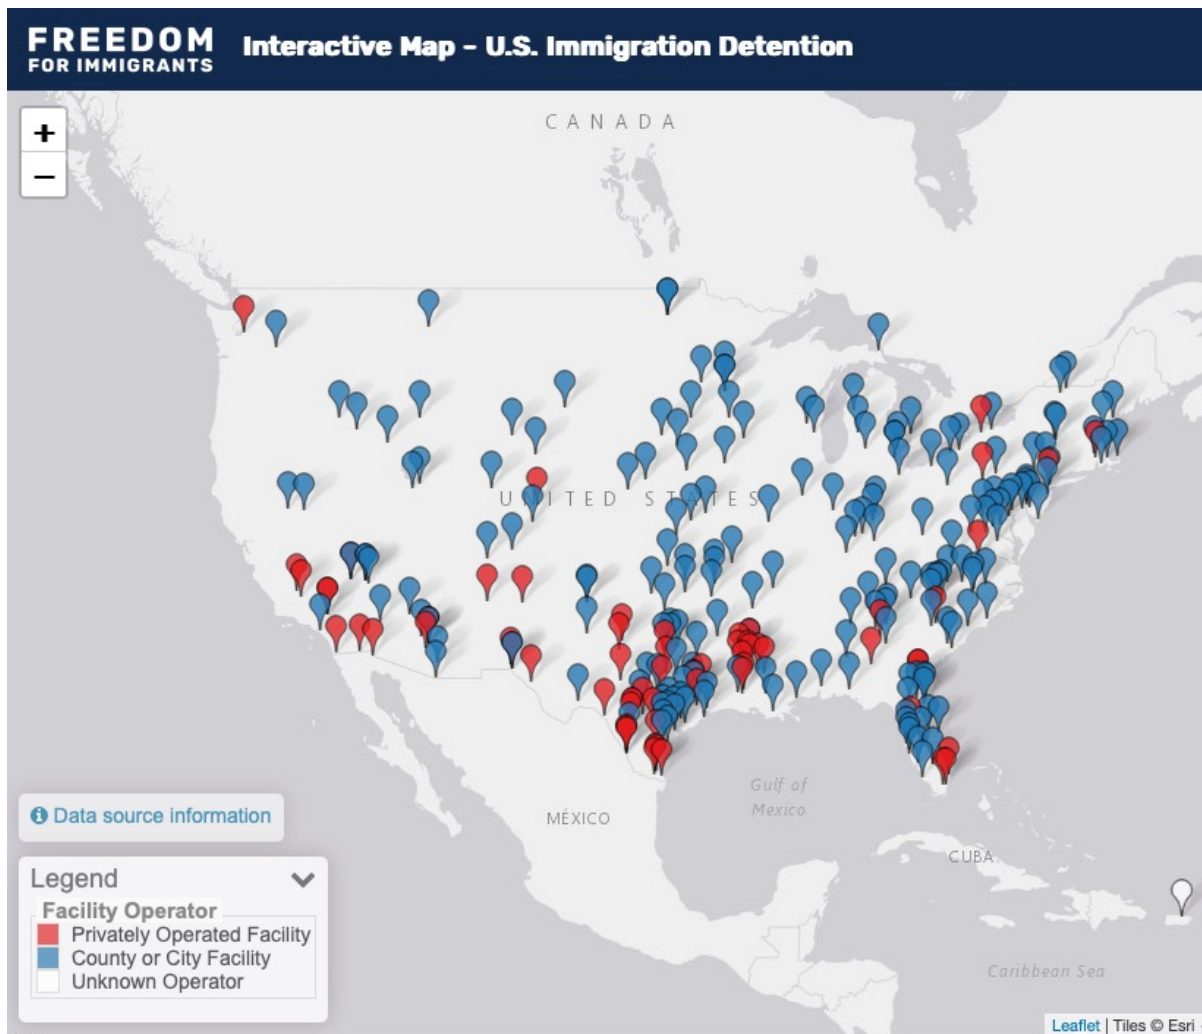 FREEDOM
FOR IMMIGRANTS
Interactive Map - U.S. Immigration Detention
+
−
CANADA
UNITED STATES
Gulf of
Mexico
MÉXICO
CUBA
Caribbean Sea
Data source information
Legend
Facility Operator
Privately Operated Facility
County or City Facility
Unknown Operator
Leaflet | Tiles © Esri